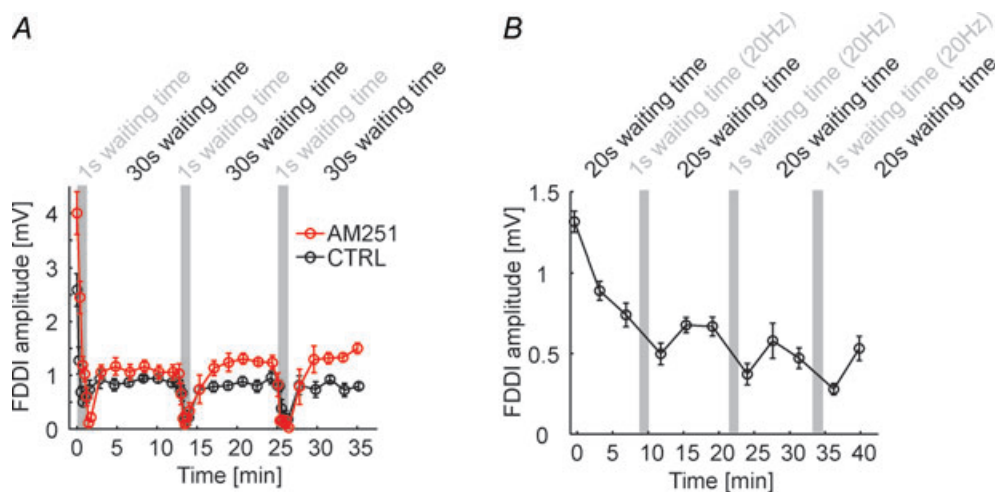 A
1s waiting time
30s waiting time
1s waiting time
30s waiting time
1s waiting time
30s waiting time
FDDI amplitude [mV]
4
3
2
1
0
AM251
CTRL
0 5 10 15 20 25 30 35
Time [min]
B
20s waiting time
1s waiting time (20Hz)
20s waiting time
1s waiting time (20Hz)
20s waiting time
1s waiting time (20Hz)
20s waiting time
FDDI amplitude [mV]
1.5
1
0.5
0
0 5 10 15 20 25 30 35 40
Time [min]